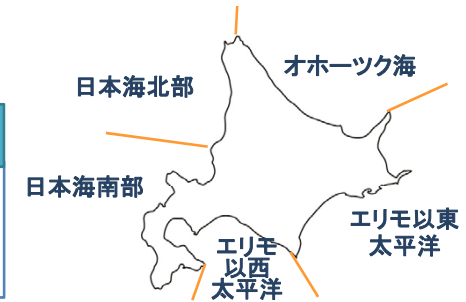 オホーツク海
日本海北部
日本海南部
エリモ以東
太平洋
エリモ
以西
太平洋